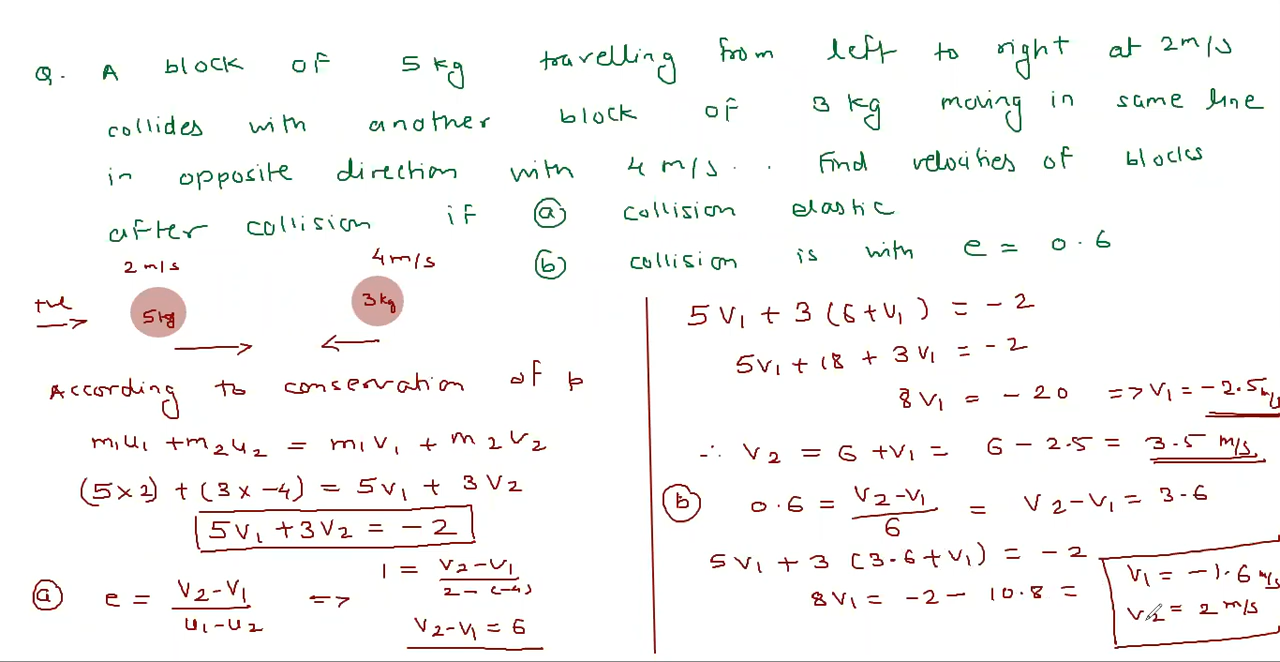 Q. A block of 5 kg travelling from left to right at 2 m/s
collides with another block of 3 kg moving in same line
in opposite direction with 4 m/s. . Find velocities of blocks
after collision if (a) collision elastic
(b) collision is with e = 0.6
2 m/s 4 m/s
+ve
5kg 3kg
According to conservation of p
m₁u₁ + m₂u₂ = m₁v₁ + m₂v₂
(5×2) + (3×-4) = 5v₁ + 3v₂
5v₁ + 3v₂ = -2
(a) e = (v₂-v₁)/(u₁-u₂) => 1 = (v₂-v₁)/(2-(-4))
v₂-v₁ = 6
5v₁ + 3(6+v₁) = -2
5v₁ + 18 + 3v₁ = -2
8v₁ = -20 => v₁ = -2.5 m/s
∴ v₂ = 6 + v₁ = 6 - 2.5 = 3.5 m/s
(b) 0.6 = (v₂-v₁)/6 = v₂-v₁ = 3.6
5v₁ + 3(3.6+v₁) = -2
8v₁ = -2 - 10.8 =
v₁ = -1.6 m/s
v₂ = 2 m/s